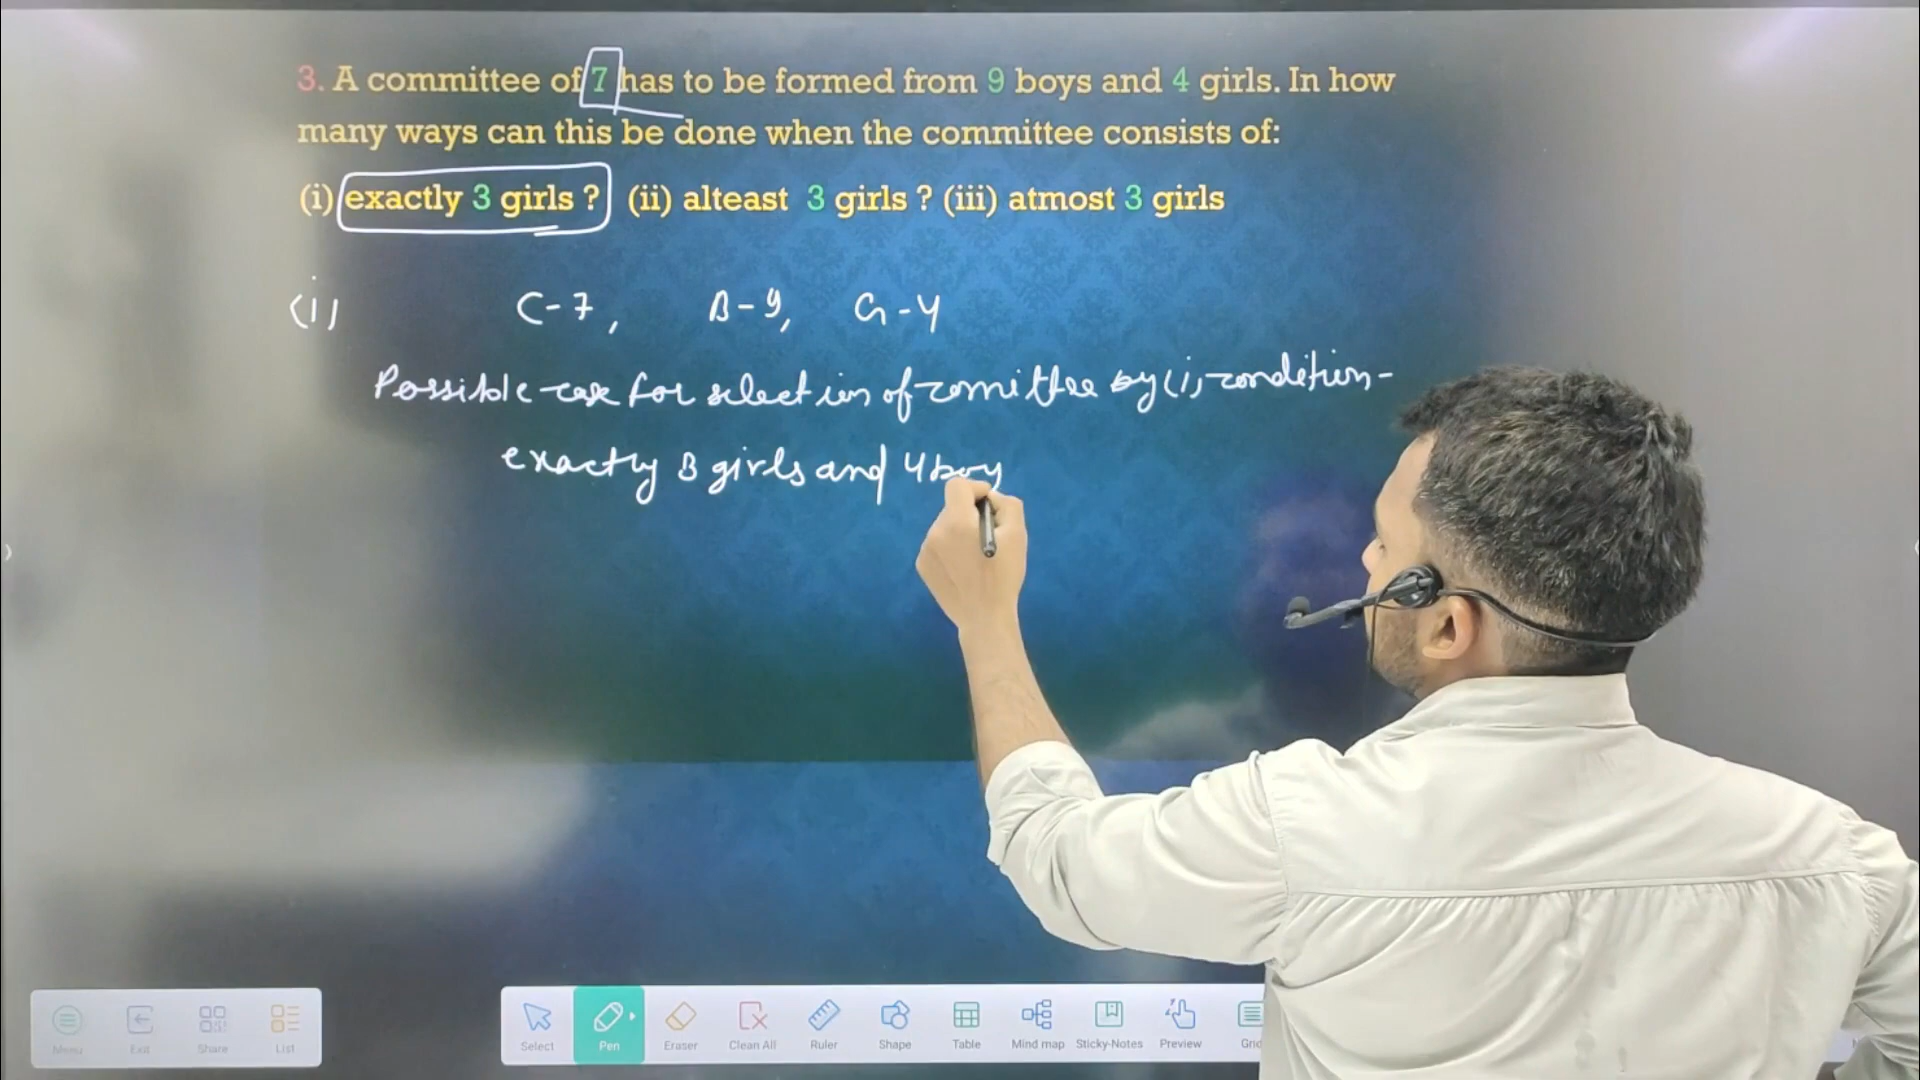 3. A committee of 7 has to be formed from 9 boys and 4 girls. In how
many ways can this be done when the committee consists of:
(i) exactly 3 girls ? (ii) alteast 3 girls ? (iii) atmost 3 girls
(i) C-7, B-9, G-4
Possible case for selection of comittee by (i) condition-
exactly 3 girls and 4 boy
Menu Exit Share List
Select Pen Eraser Clean All Ruler Shape Table Mind map Sticky-Notes Preview